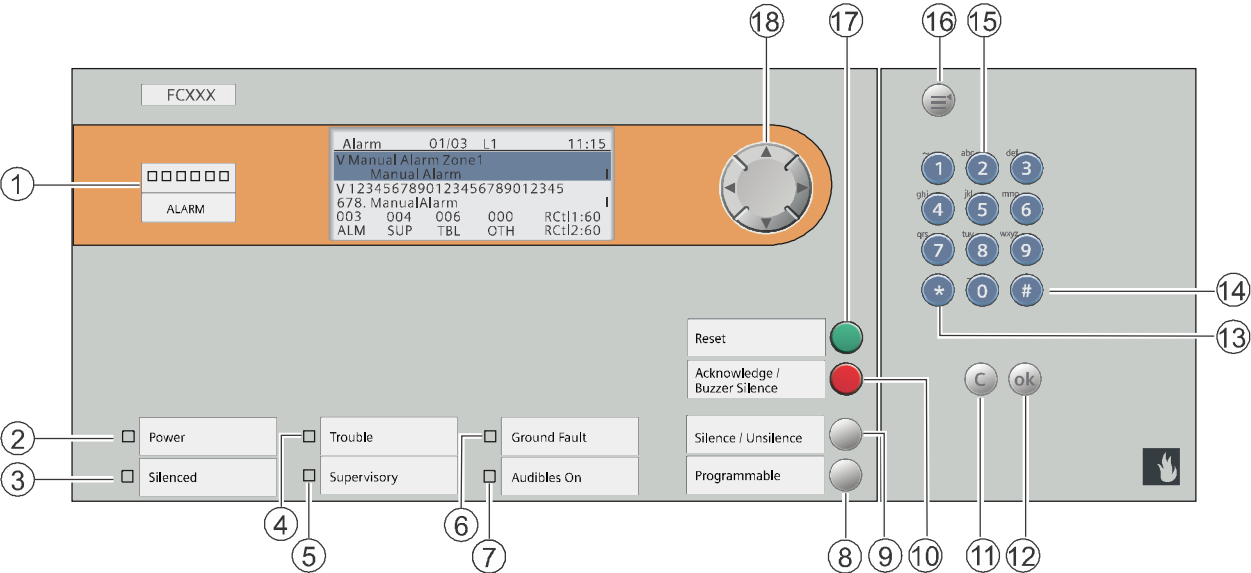 18 17 16 15
FCXXX
Alarm 01/03 L1 11:15
V Manual Alarm Zone1
Manual Alarm I
V 1234567890123456789012345
678. ManualAlarm I
003 004 006 000 RCtl1:60
ALM SUP TBL OTH RCtl2:60
1
ALARM
abc def
1 2 3
ghi jkl mno
4 5 6
qrs tuv wxyz
7 8 9
* 0 # 14
13
Reset
Acknowledge /
Buzzer Silence
C ok
2 Power Trouble Ground Fault Silence / Unsilence
3 Silenced Supervisory Audibles On Programmable
4 5 6 7 8 9 10 11 12